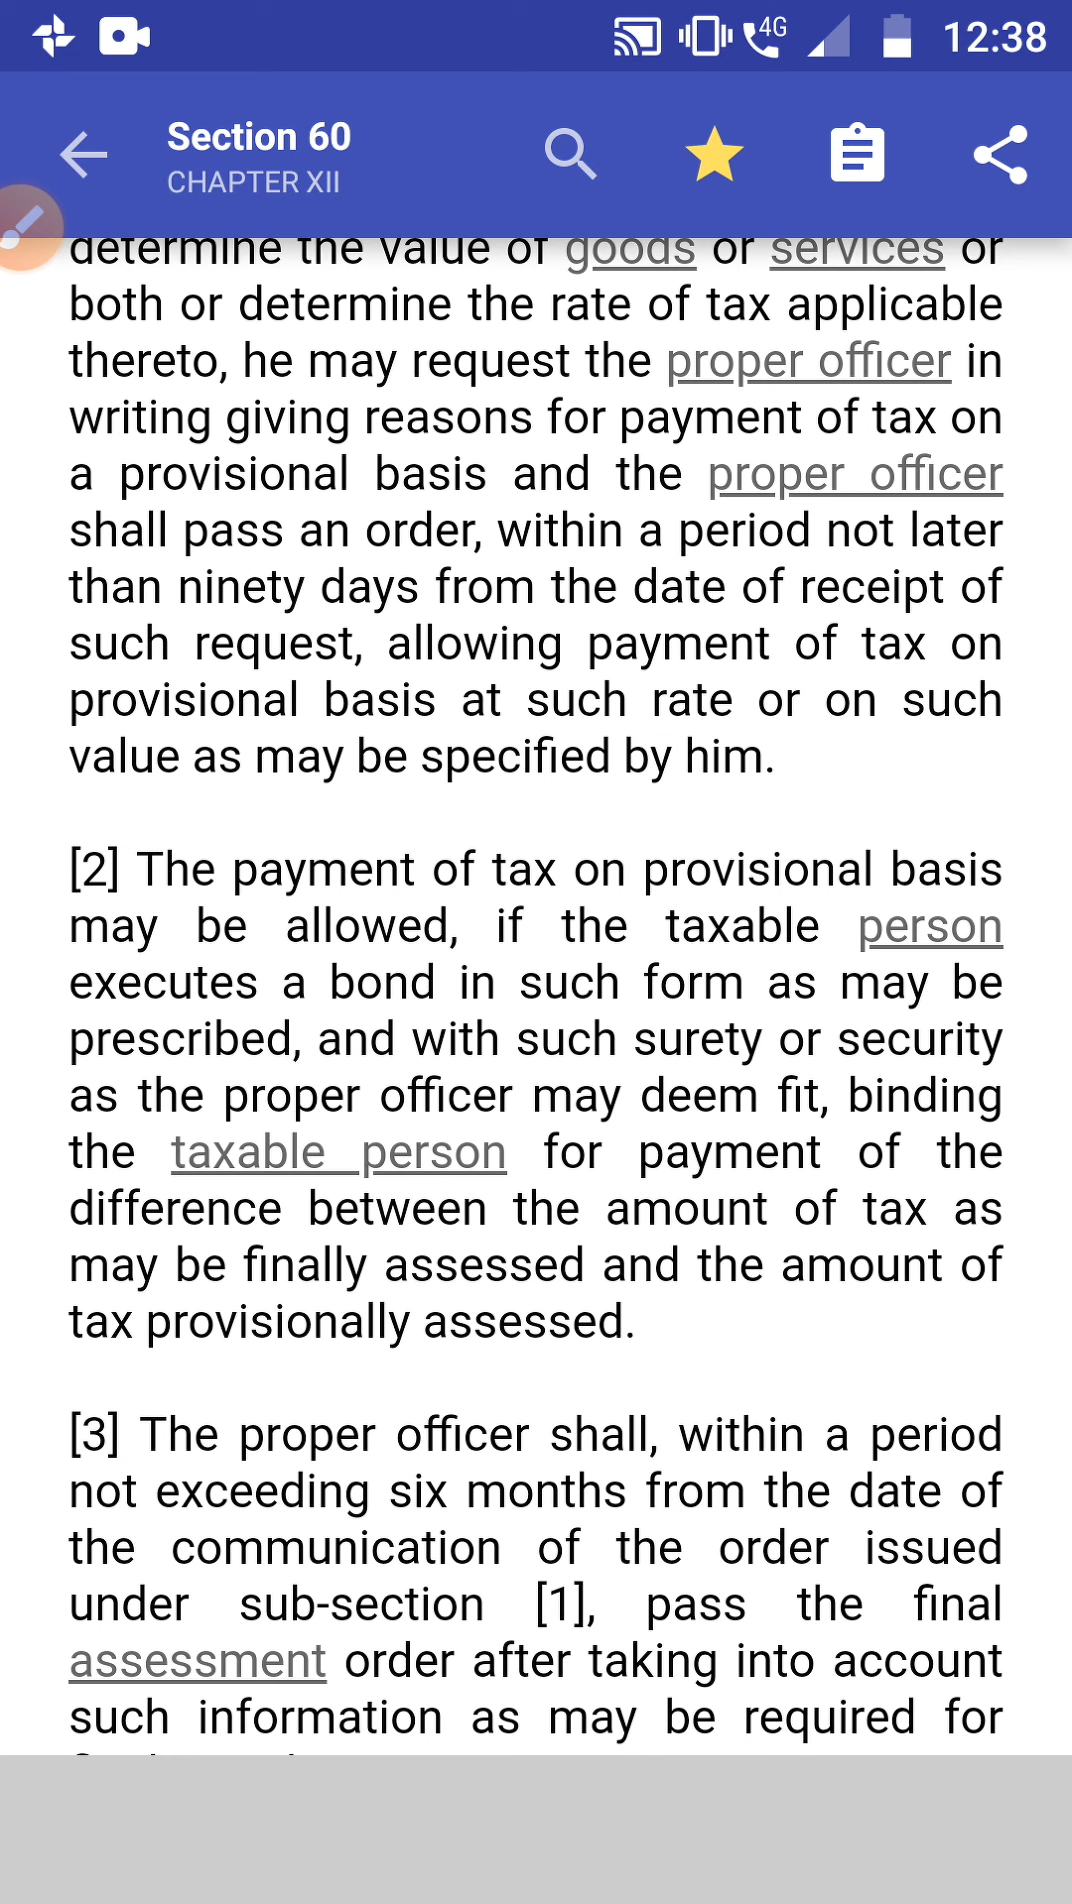 4G 12:38
Section 60
CHAPTER XII
determine the value of goods or services or
both or determine the rate of tax applicable
thereto, he may request the proper officer in
writing giving reasons for payment of tax on
a provisional basis and the proper officer
shall pass an order, within a period not later
than ninety days from the date of receipt of
such request, allowing payment of tax on
provisional basis at such rate or on such
value as may be specified by him.
[2] The payment of tax on provisional basis
may be allowed, if the taxable person
executes a bond in such form as may be
prescribed, and with such surety or security
as the proper officer may deem fit, binding
the taxable person for payment of the
difference between the amount of tax as
may be finally assessed and the amount of
tax provisionally assessed.
[3] The proper officer shall, within a period
not exceeding six months from the date of
the communication of the order issued
under sub-section [1], pass the final
assessment order after taking into account
such information as may be required for